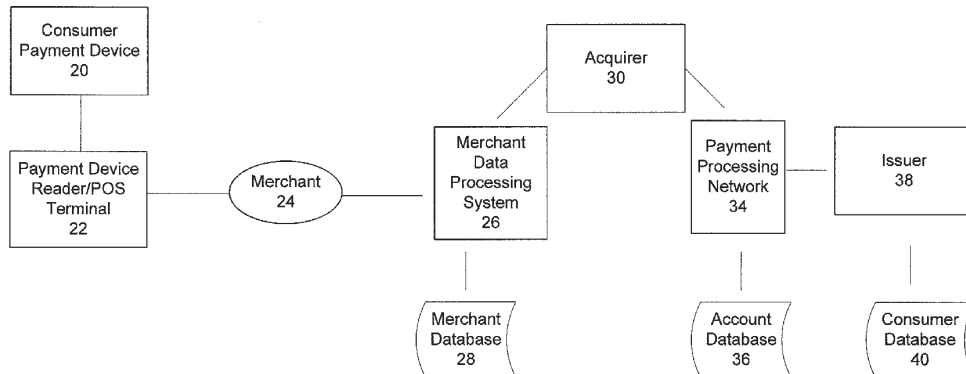 Consumer
Payment Device
20
Payment Device
Reader/POS
Terminal
22
Merchant
24
Merchant
Data
Processing
System
26
Merchant
Database
28
Acquirer
30
Payment
Processing
Network
34
Account
Database
36
Issuer
38
Consumer
Database
40